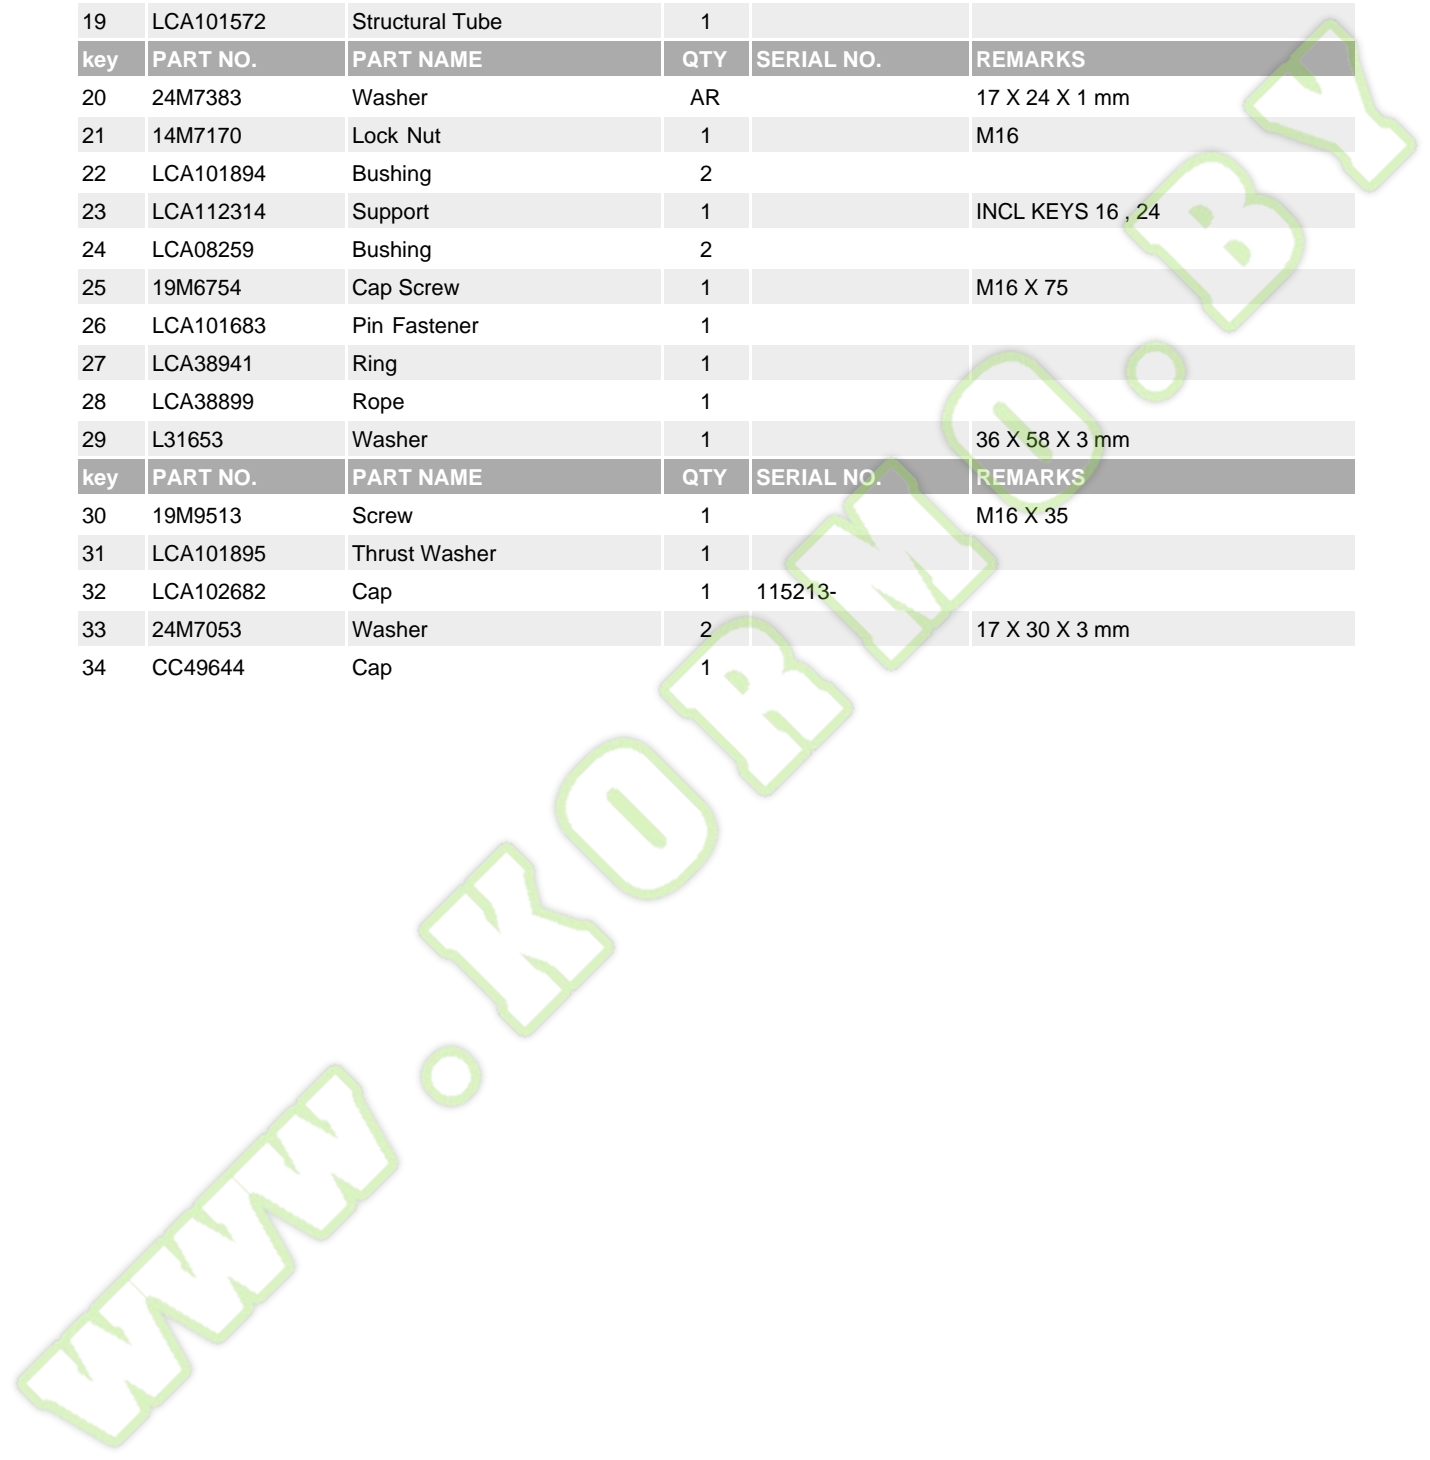 19 LCA101572 Structural Tube 1
key PART NO. PART NAME QTY SERIAL NO. REMARKS
20 24M7383 Washer AR 17 X 24 X 1 mm
21 14M7170 Lock Nut 1 M16
22 LCA101894 Bushing 2
23 LCA112314 Support 1 INCL KEYS 16 , 24
24 LCA08259 Bushing 2
25 19M6754 Cap Screw 1 M16 X 75
26 LCA101683 Pin Fastener 1
27 LCA38941 Ring 1
28 LCA38899 Rope 1
29 L31653 Washer 1 36 X 58 X 3 mm
key PART NO. PART NAME QTY SERIAL NO. REMARKS
30 19M9513 Screw 1 M16 X 35
31 LCA101895 Thrust Washer 1
32 LCA102682 Cap 1 115213-
33 24M7053 Washer 2 17 X 30 X 3 mm
34 CC49644 Cap 1
WWW.KORMO.BY